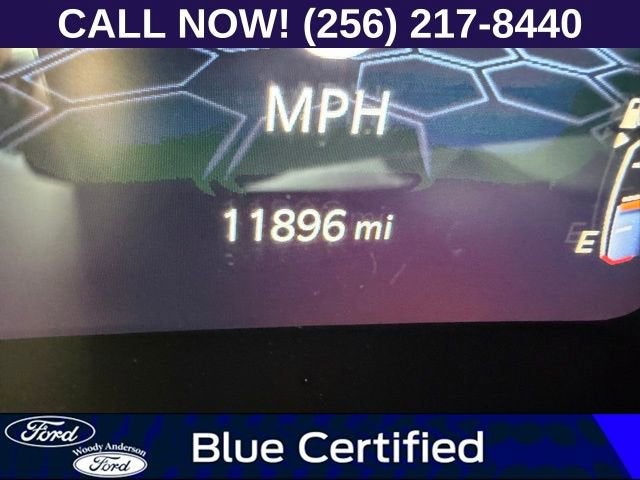 CALL NOW! (256) 217-8440
MPH
11896 mi
E
Ford
Woody Anderson
Ford
Blue Certified